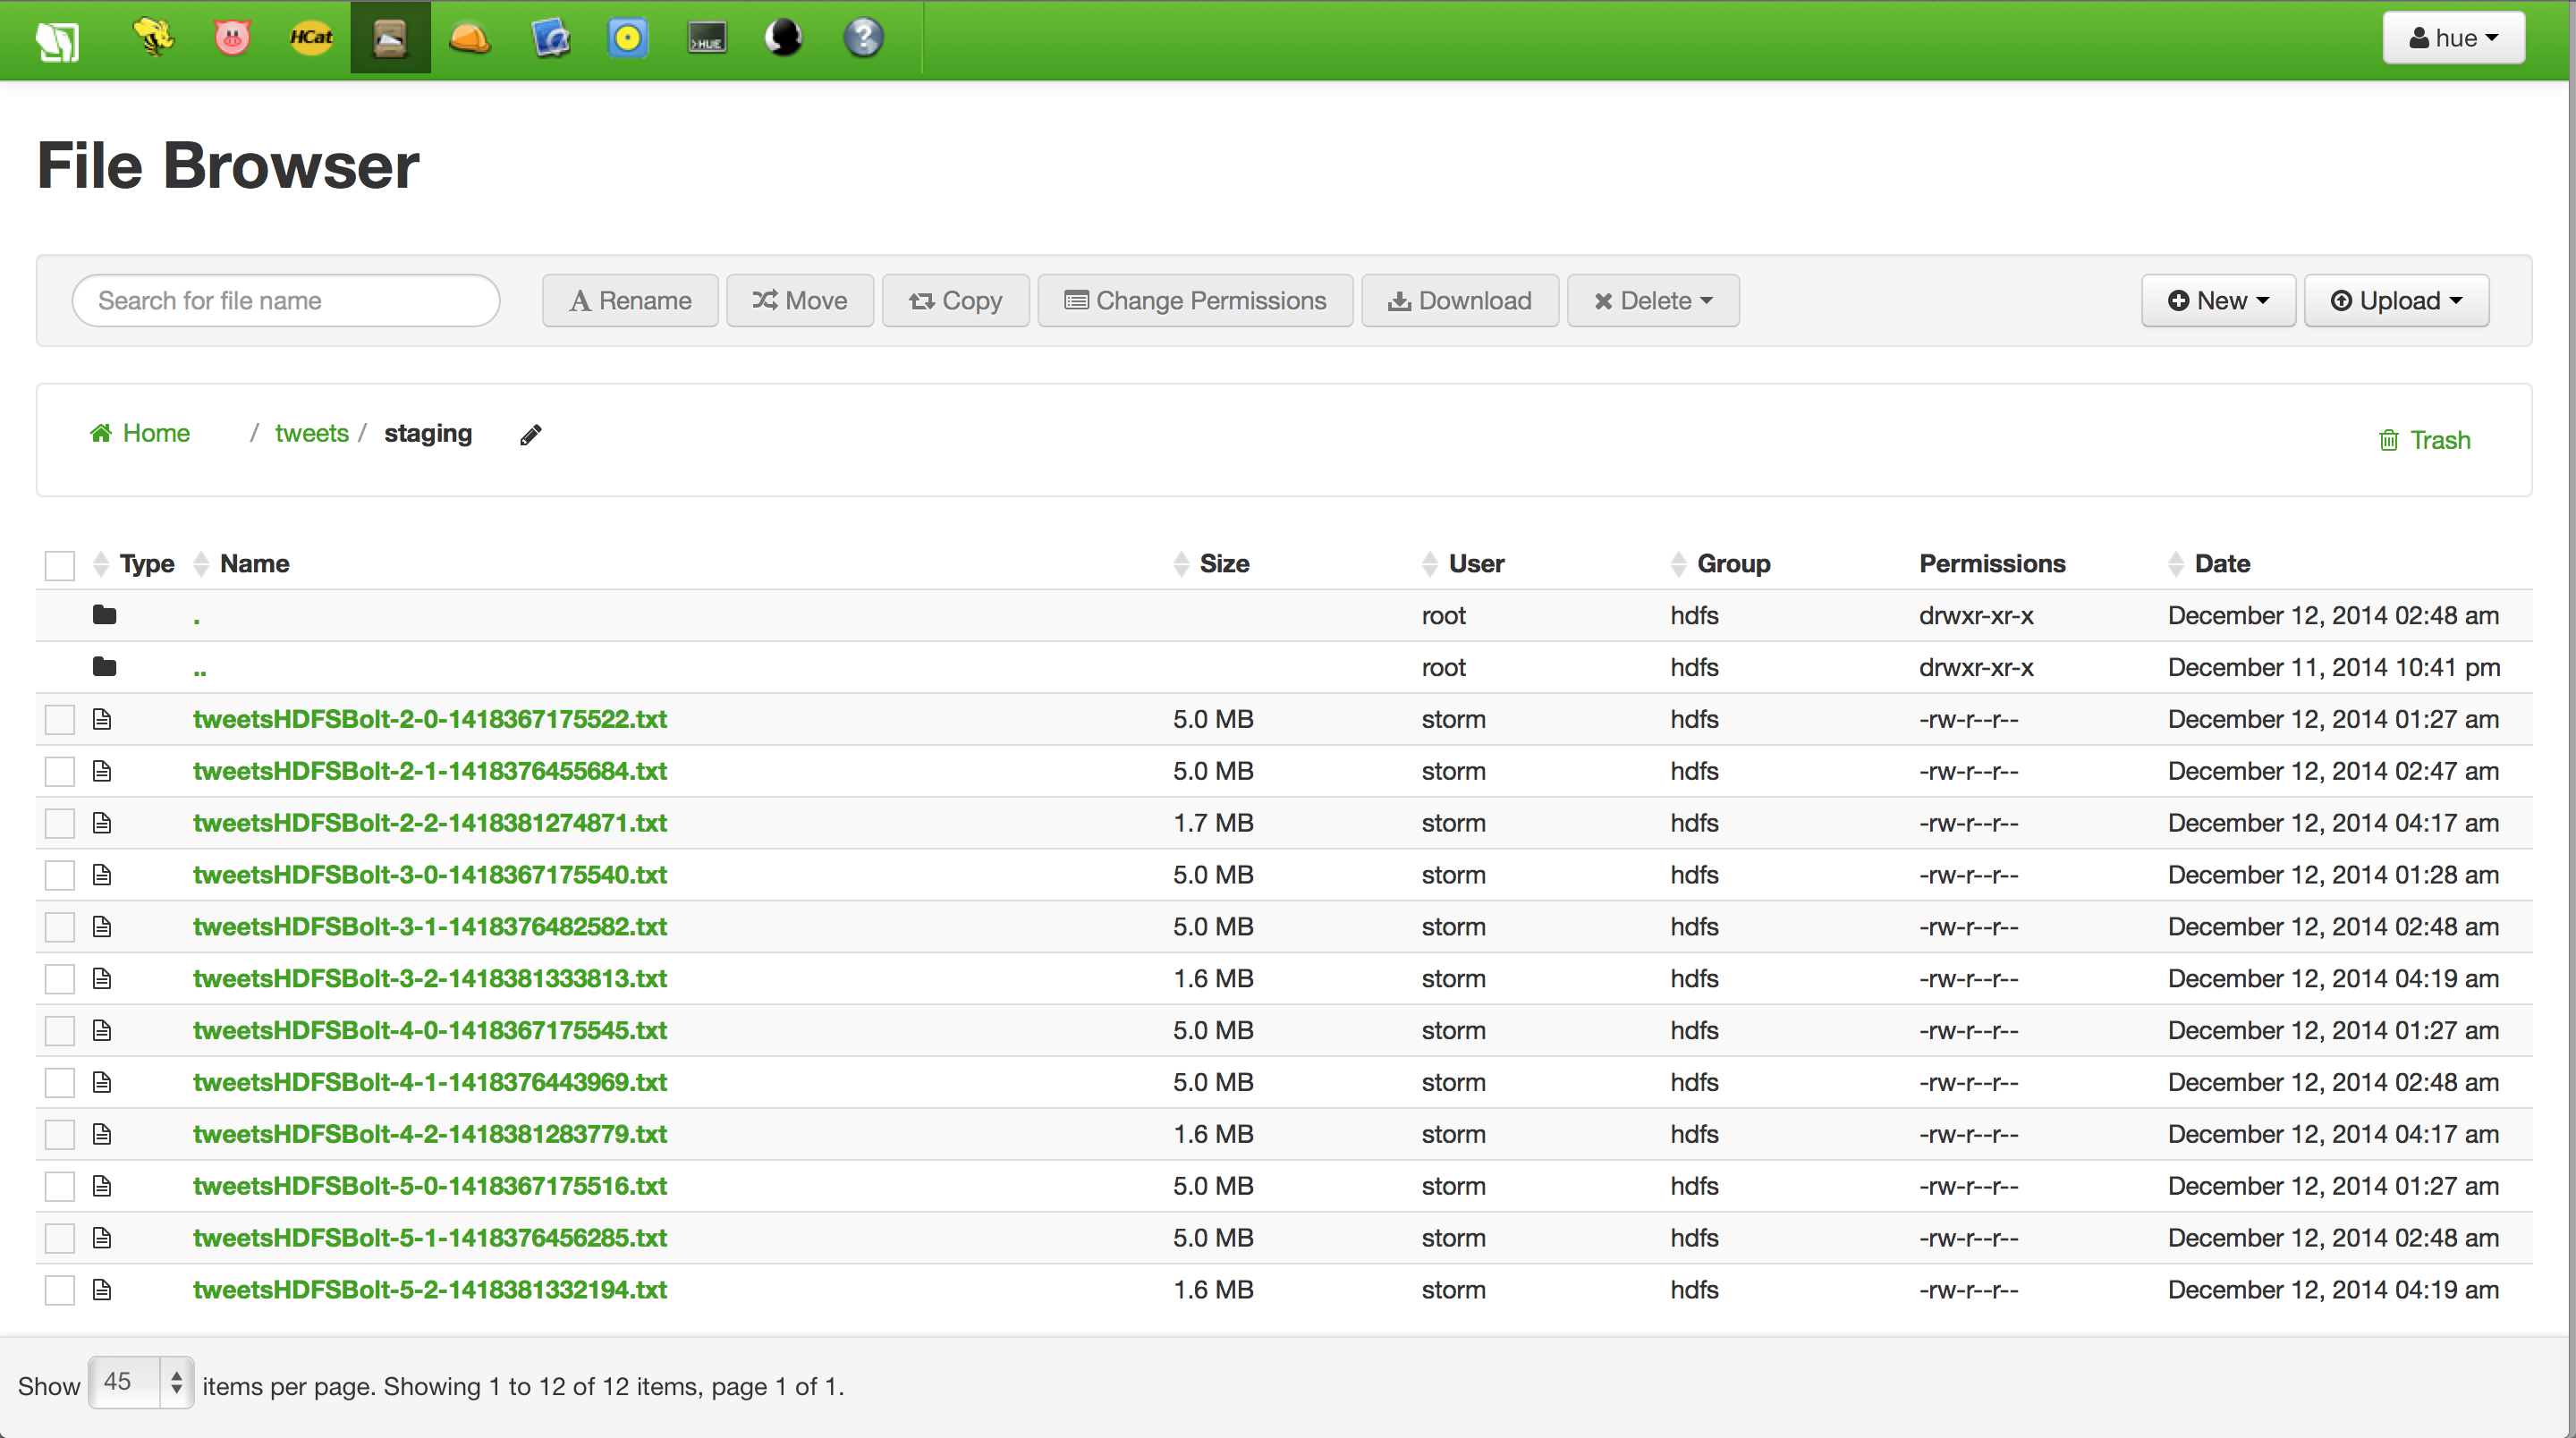 HCat
>HUE
hue
File Browser
Search for file name
Rename
Move
Copy
Change Permissions
Download
Delete
New
Upload
Home / tweets / staging
Trash
Type Name Size User Group Permissions Date
. root hdfs drwxr-xr-x December 12, 2014 02:48 am
.. root hdfs drwxr-xr-x December 11, 2014 10:41 pm
tweetsHDFSBolt-2-0-1418367175522.txt 5.0 MB storm hdfs -rw-r--r-- December 12, 2014 01:27 am
tweetsHDFSBolt-2-1-1418376455684.txt 5.0 MB storm hdfs -rw-r--r-- December 12, 2014 02:47 am
tweetsHDFSBolt-2-2-1418381274871.txt 1.7 MB storm hdfs -rw-r--r-- December 12, 2014 04:17 am
tweetsHDFSBolt-3-0-1418367175540.txt 5.0 MB storm hdfs -rw-r--r-- December 12, 2014 01:28 am
tweetsHDFSBolt-3-1-1418376482582.txt 5.0 MB storm hdfs -rw-r--r-- December 12, 2014 02:48 am
tweetsHDFSBolt-3-2-1418381333813.txt 1.6 MB storm hdfs -rw-r--r-- December 12, 2014 04:19 am
tweetsHDFSBolt-4-0-1418367175545.txt 5.0 MB storm hdfs -rw-r--r-- December 12, 2014 01:27 am
tweetsHDFSBolt-4-1-1418376443969.txt 5.0 MB storm hdfs -rw-r--r-- December 12, 2014 02:48 am
tweetsHDFSBolt-4-2-1418381283779.txt 1.6 MB storm hdfs -rw-r--r-- December 12, 2014 04:17 am
tweetsHDFSBolt-5-0-1418367175516.txt 5.0 MB storm hdfs -rw-r--r-- December 12, 2014 01:27 am
tweetsHDFSBolt-5-1-1418376456285.txt 5.0 MB storm hdfs -rw-r--r-- December 12, 2014 02:48 am
tweetsHDFSBolt-5-2-1418381332194.txt 1.6 MB storm hdfs -rw-r--r-- December 12, 2014 04:19 am
Show 45 items per page. Showing 1 to 12 of 12 items, page 1 of 1.